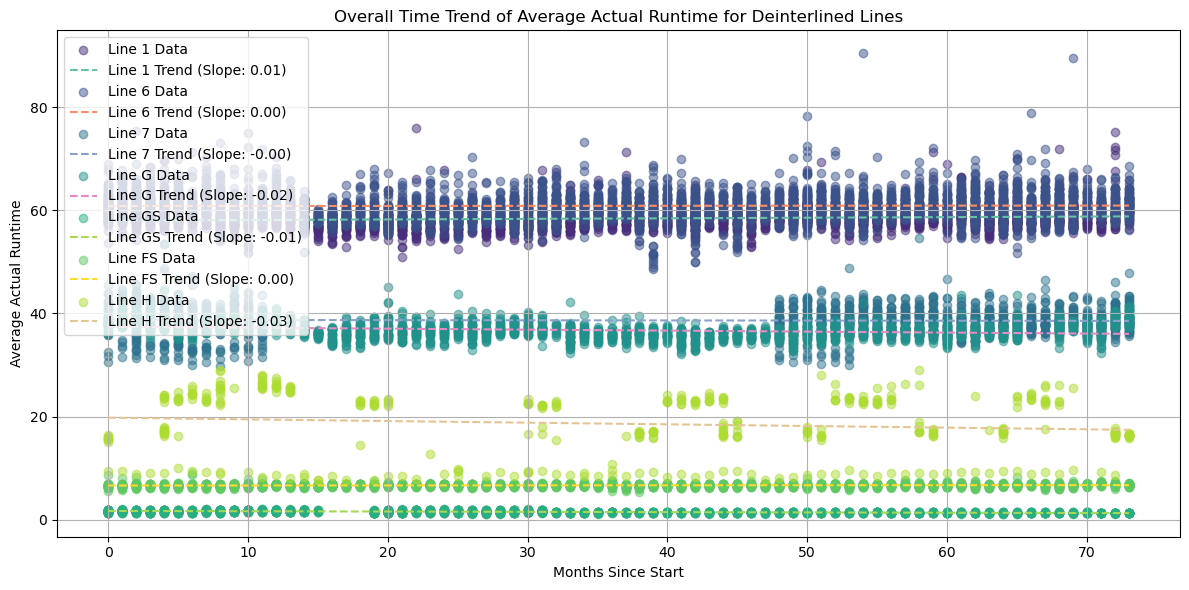 Overall Time Trend of Average Actual Runtime for Deinterlined Lines
Line 1 Data
Line 1 Trend (Slope: 0.01)
Line 6 Data
Line 6 Trend (Slope: 0.00)
Line 7 Data
Line 7 Trend (Slope: -0.00)
Line G Data
Line G Trend (Slope: -0.02)
Line GS Data
Line GS Trend (Slope: -0.01)
Line FS Data
Line FS Trend (Slope: 0.00)
Line H Data
Line H Trend (Slope: -0.03)
Average Actual Runtime
80
60
40
20
0
0 10 20 30 40 50 60 70
Months Since Start